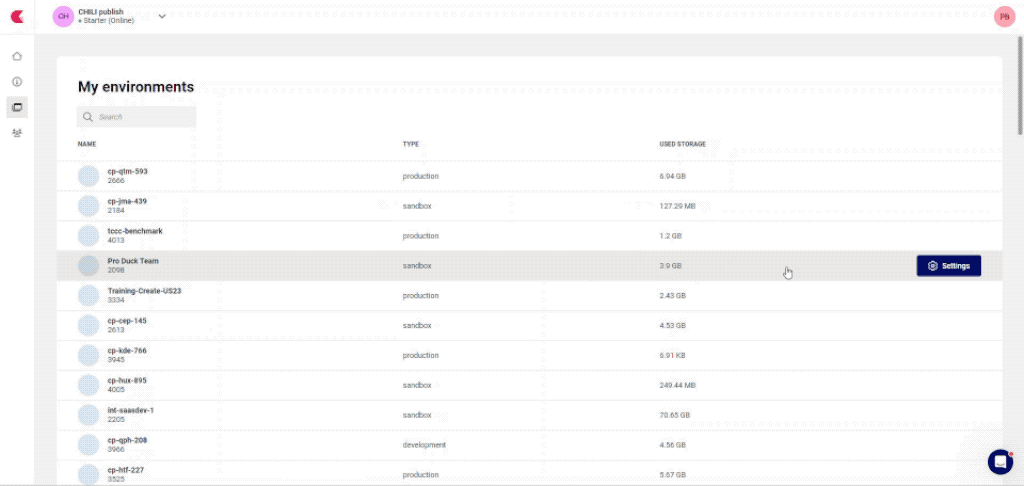 CHILI publish
OH
• Starter (Online)
PB
My environments
Search
NAME TYPE USED STORAGE
cp-qtm-593
2666
production
6.94 GB
cp-jma-439
2184
sandbox
127.29 MB
tccc-benchmark
4013
production
1.2 GB
Pro Duck Team
2098
sandbox
3.9 GB
Settings
Training-Create-US23
3334
production
2.43 GB
cp-cep-145
2613
sandbox
4.53 GB
cp-kde-766
3945
production
6.91 KB
cp-hux-895
4005
sandbox
249.44 MB
int-saasdev-1
2205
sandbox
70.65 GB
cp-qph-208
3966
development
4.56 GB
cp-htf-227
3525
production
5.67 GB